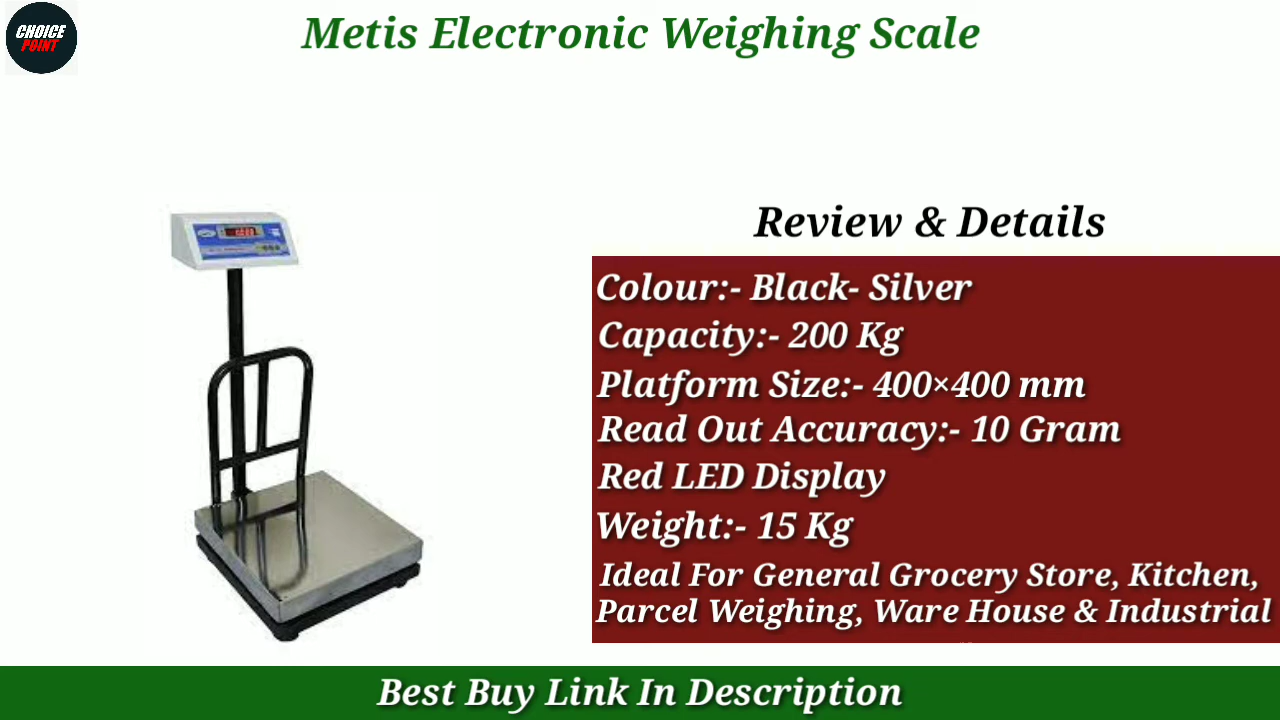 CHOICE
POINT
Metis Electronic Weighing Scale
Review & Details
Colour:- Black- Silver
Capacity:- 200 Kg
Platform Size:- 400×400 mm
Read Out Accuracy:- 10 Gram
Red LED Display
Weight:- 15 Kg
Ideal For General Grocery Store, Kitchen,
Parcel Weighing, Ware House & Industrial
Best Buy Link In Description